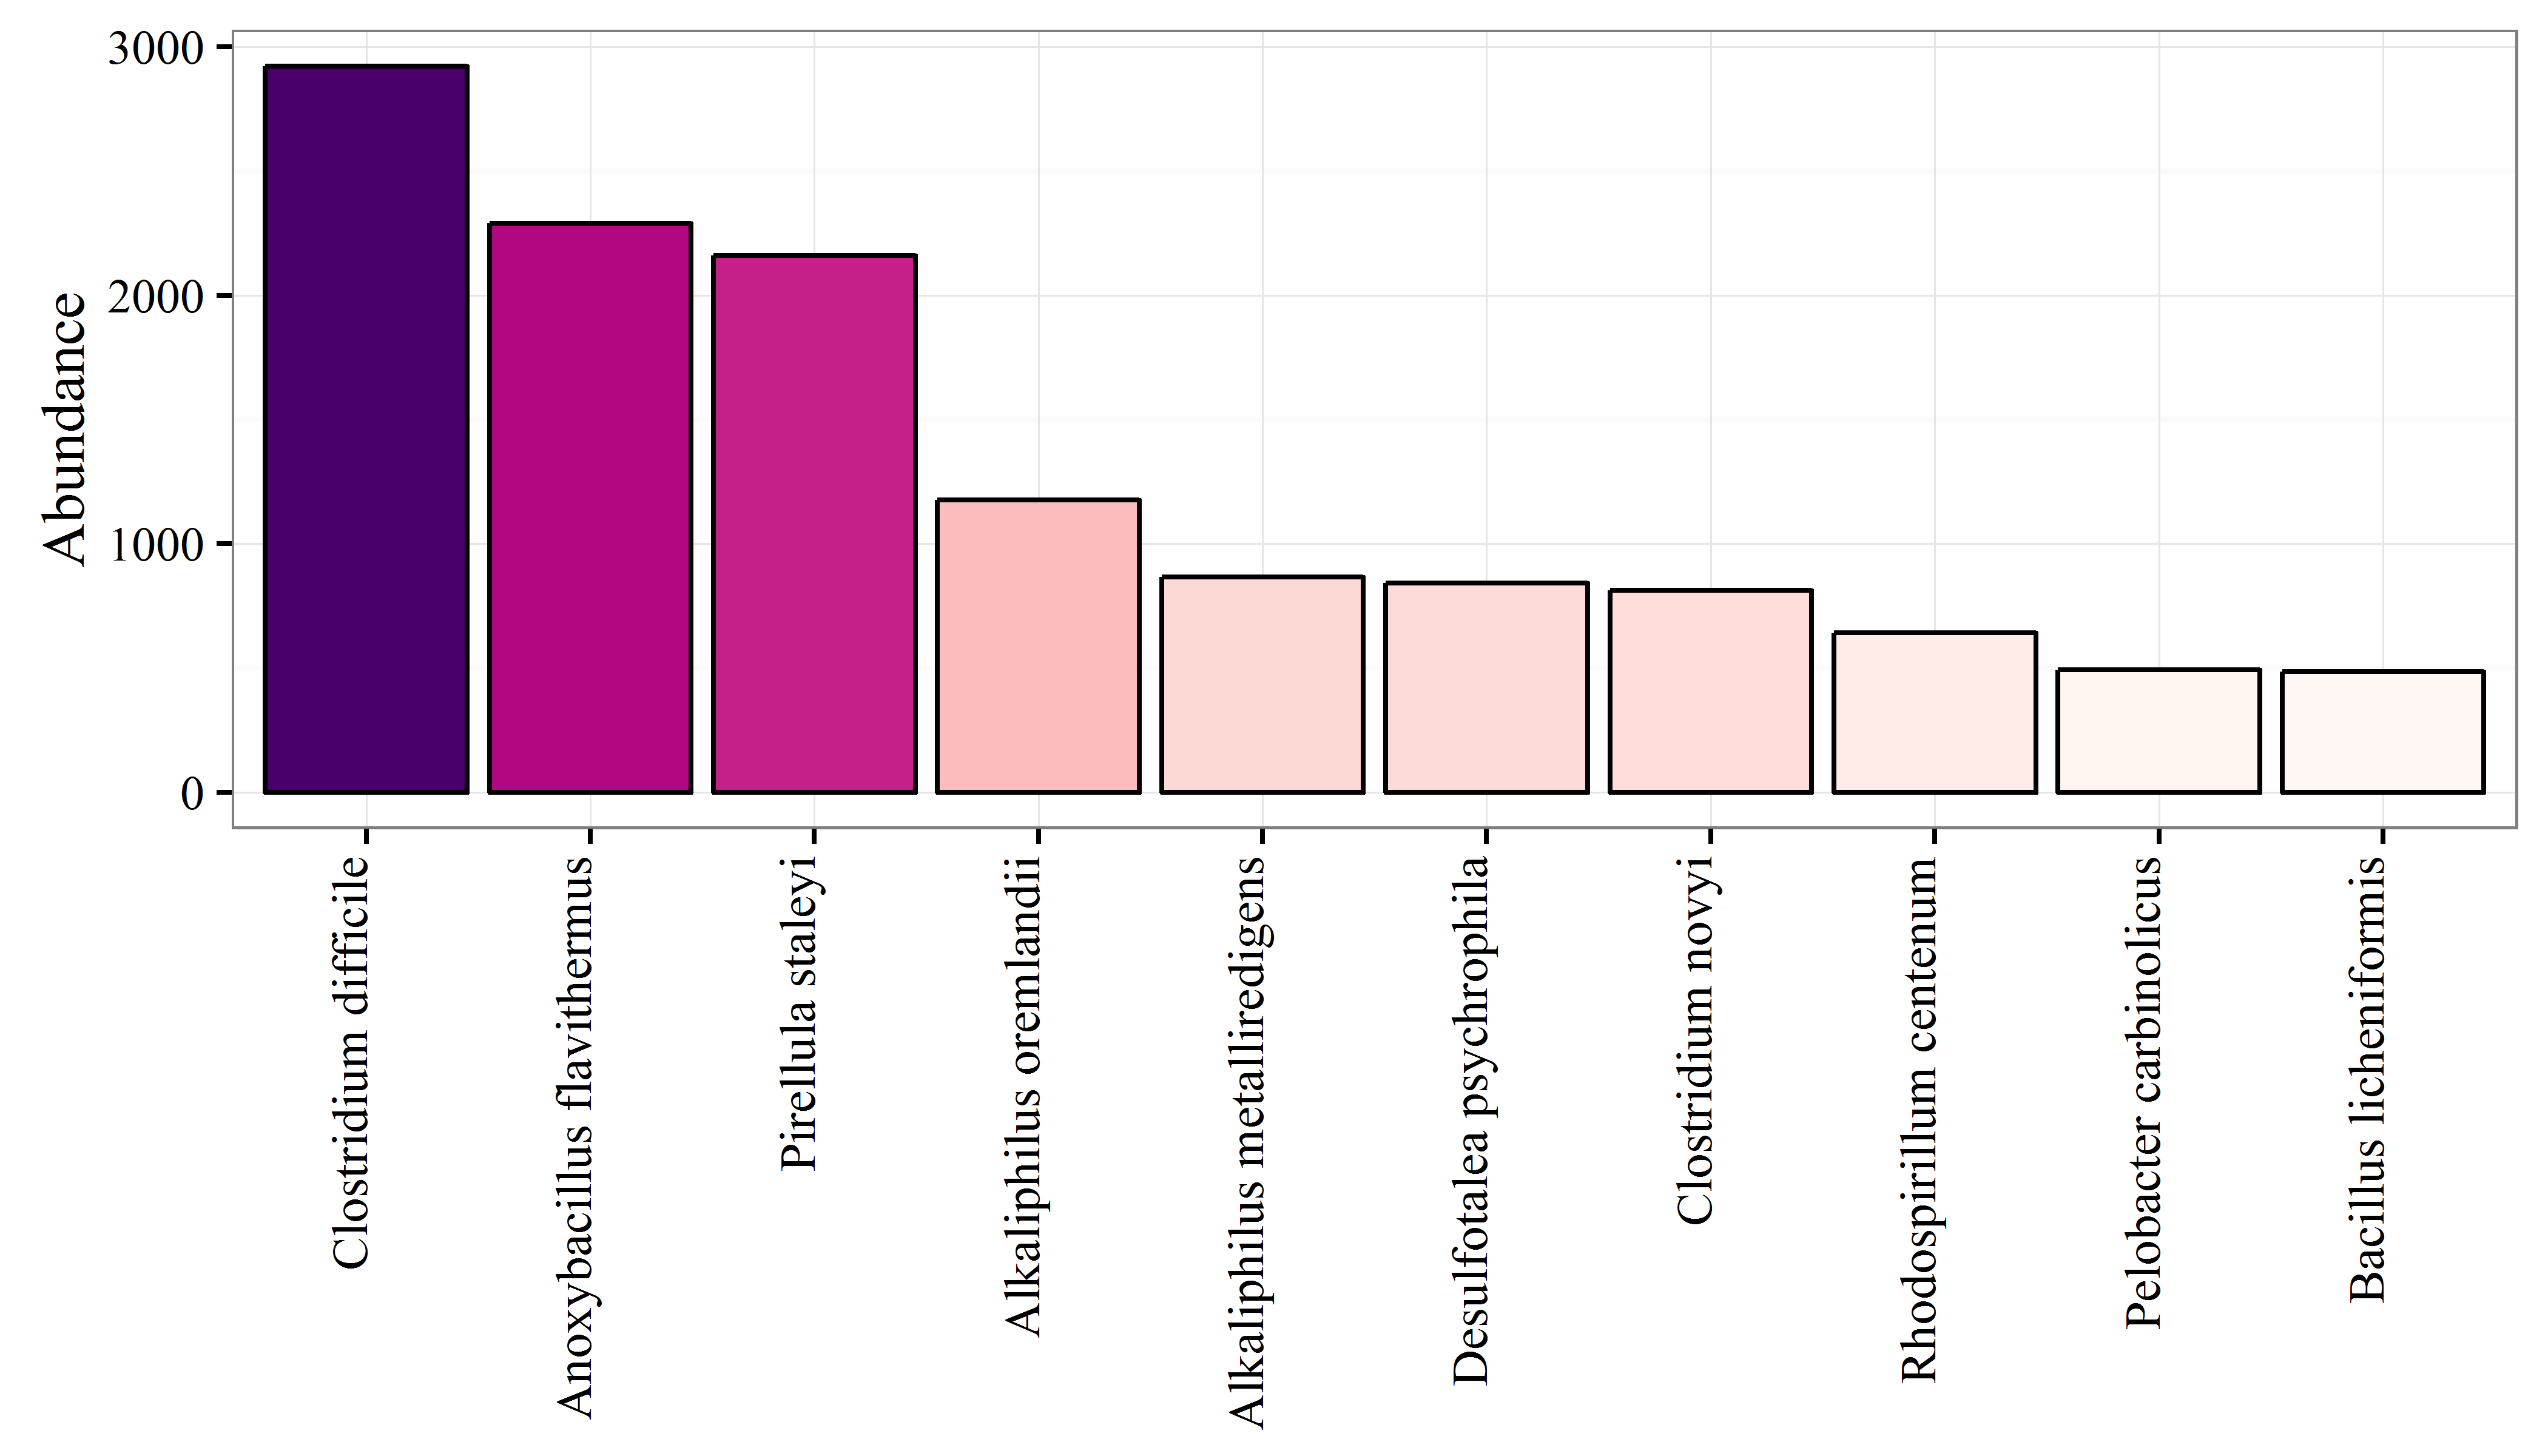 Abundance
3000
2000
1000
0
Clostridium difficile
Anoxybacillus flavithermus
Pirellula staleyi
Alkaliphilus oremlandii
Alkaliphilus metalliredigens
Desulfotalea psychrophila
Clostridium novyi
Rhodospirillum centenum
Pelobacter carbinolicus
Bacillus licheniformis